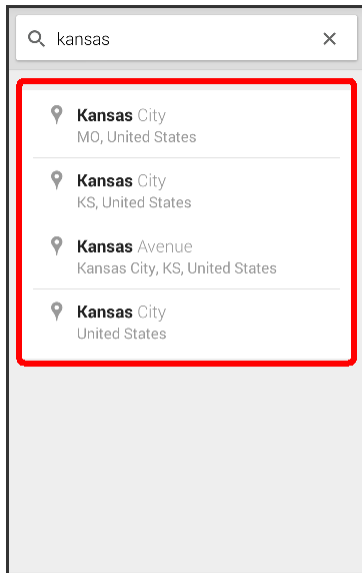 kansas
Kansas City
MO, United States
Kansas City
KS, United States
Kansas Avenue
Kansas City, KS, United States
Kansas City
United States